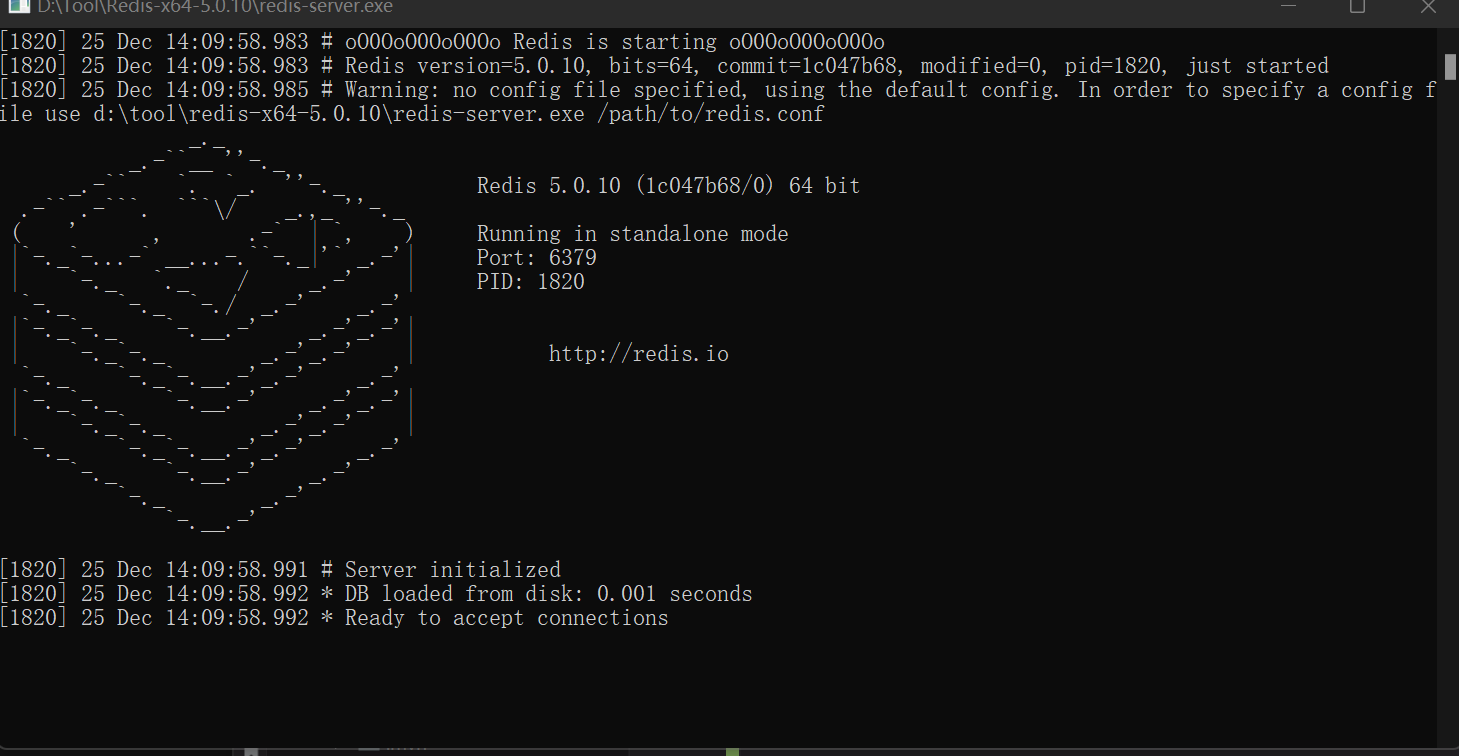 D:\Tool\Redis-x64-5.0.10\redis-server.exe
[1820] 25 Dec 14:09:58.983 # oO0OoO0OoO0Oo Redis is starting oO0OoO0OoO0Oo
[1820] 25 Dec 14:09:58.983 # Redis version=5.0.10, bits=64, commit=1c047b68, modified=0, pid=1820, just started
[1820] 25 Dec 14:09:58.985 # Warning: no config file specified, using the default config. In order to specify a config f
ile use d:\tool\redis-x64-5.0.10\redis-server.exe /path/to/redis.conf
Redis 5.0.10 (1c047b68/0) 64 bit
Running in standalone mode
Port: 6379
PID: 1820
http://redis.io
[1820] 25 Dec 14:09:58.991 # Server initialized
[1820] 25 Dec 14:09:58.992 * DB loaded from disk: 0.001 seconds
[1820] 25 Dec 14:09:58.992 * Ready to accept connections